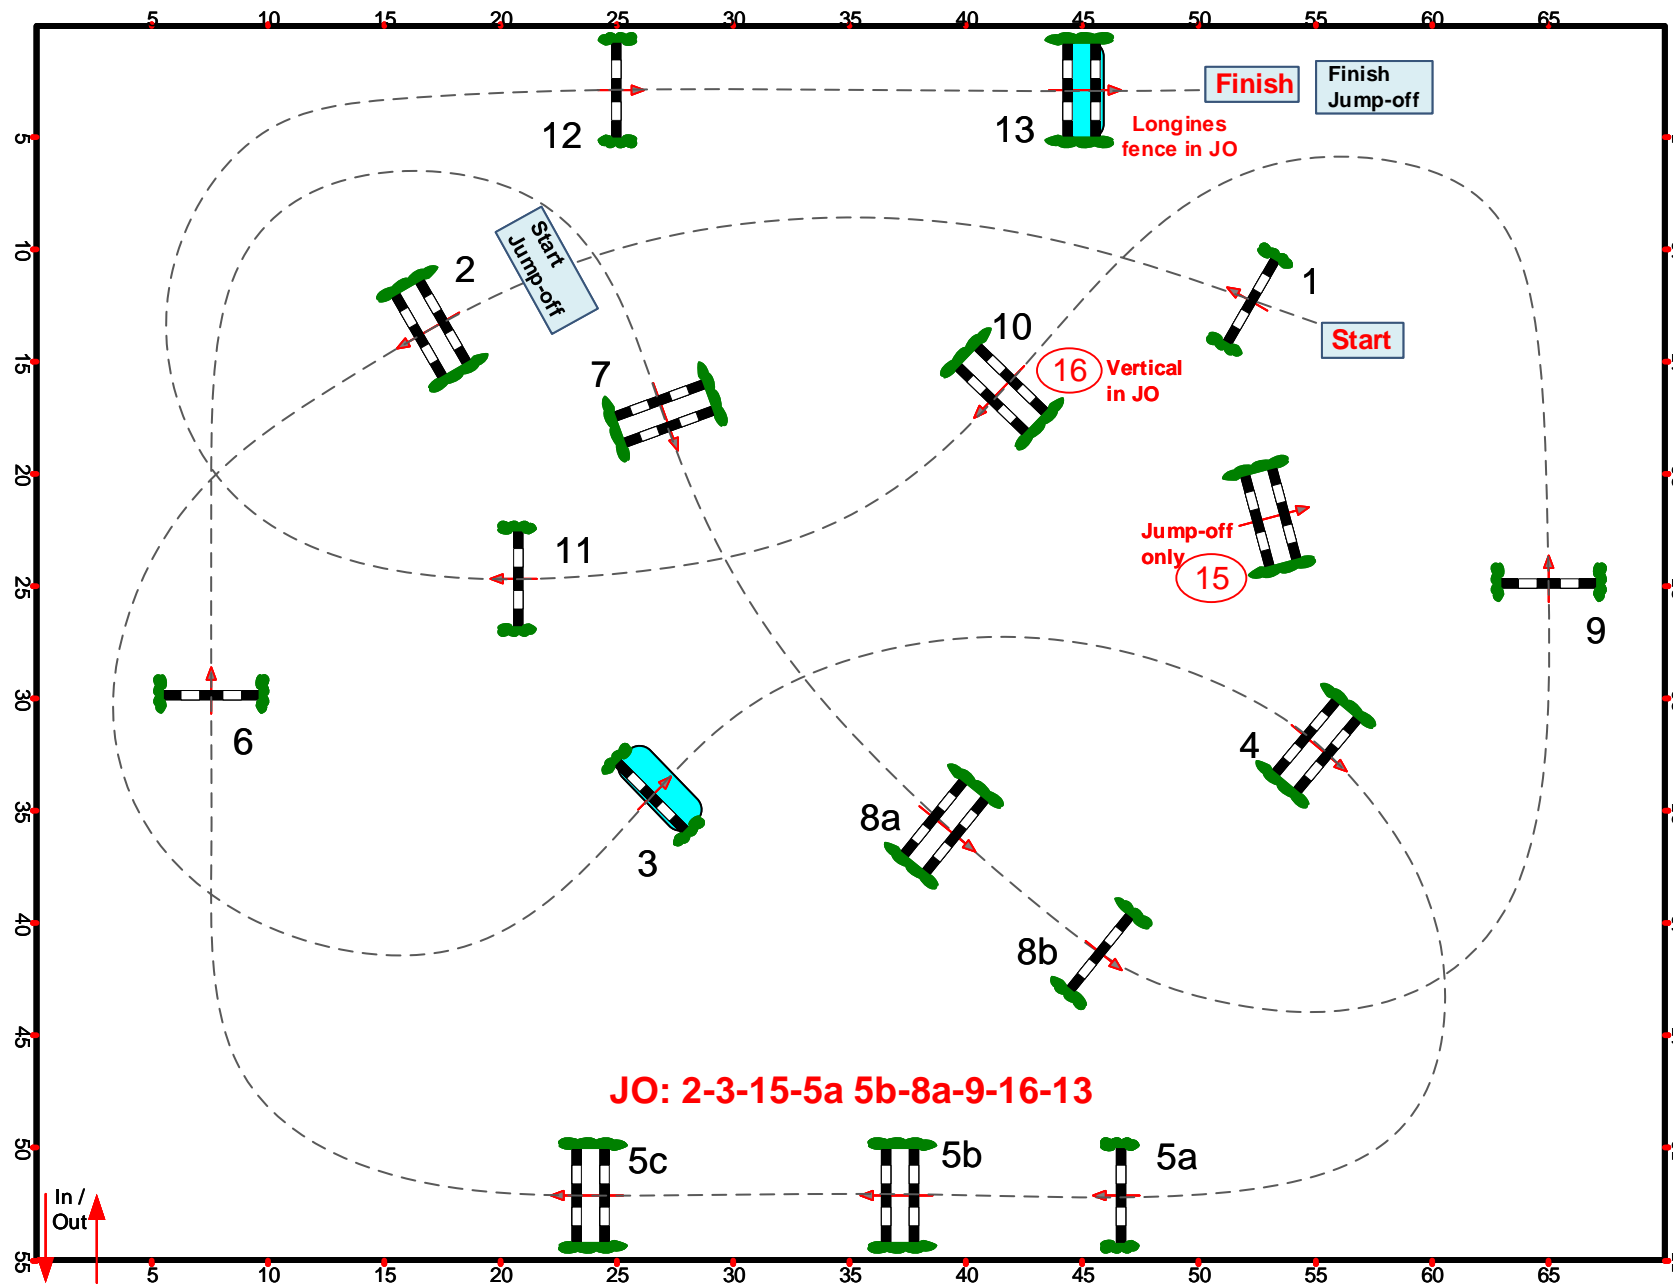 5 10 15 20 25 30 35 40 45 50 55 60 65
Finish
Finish
Jump-off
12
13
Longines
fence in JO
5
Start
Jump-off
10
2
1
10
Start
15
7
16
Vertical
in JO
20
Jump-off
only
15
11
25
9
30
6
4
35
8a
3
40
8b
45
JO: 2-3-15-5a 5b-8a-9-16-13
50
5c
5b
5a
In /
Out
55
5 10 15 20 25 30 35 40 45 50 55 60 65